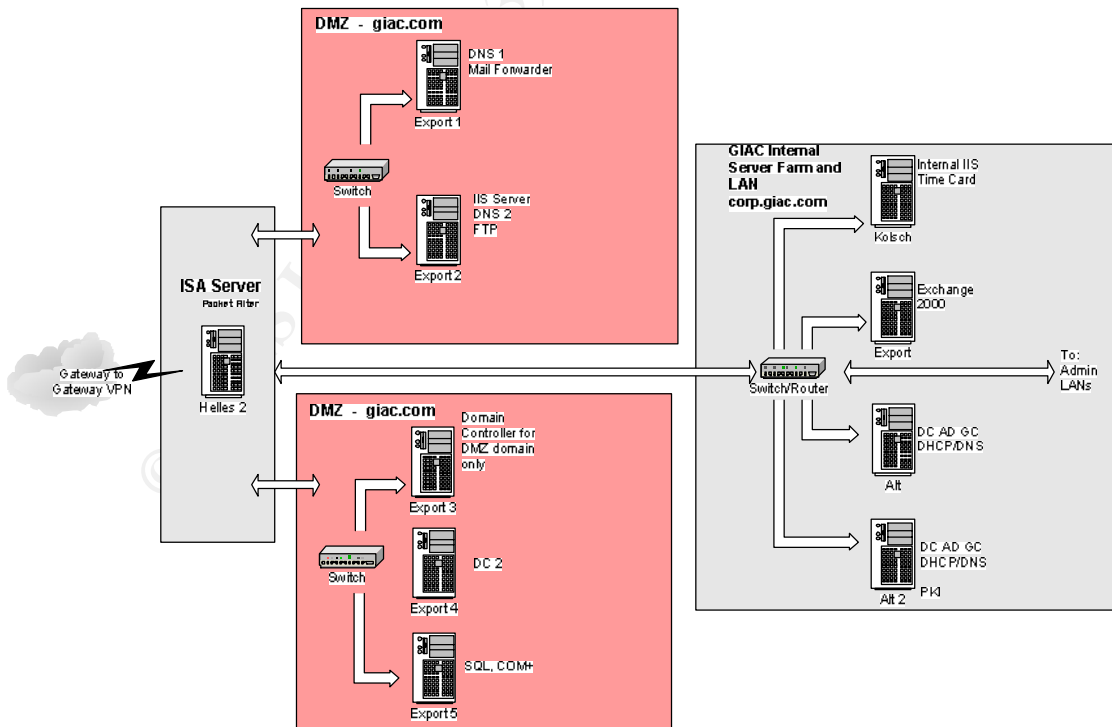 DMZ - giac.com
DNS 1
Mail Forwarder
Export 1
Switch
IIS Server
DNS 2
FTP
Export 2
ISA Server
Packet Filter
Gateway to
Gateway VPN
Helles 2
DMZ - giac.com
Domain
Controller for
DMZ domain
only
Export 3
Switch
DC 2
Export 4
SQL, COM+
Export 5
GIAC Internal
Server Farm and
LAN
corp.giac.com
Internal IIS
Time Card
Kolsch
Exchange
2000
Export
Switch/Router
To:
Admin
LANs
DC AD GC
DHCP/DNS
Alt
DC AD GC
DHCP/DNS
PKI
Alt 2